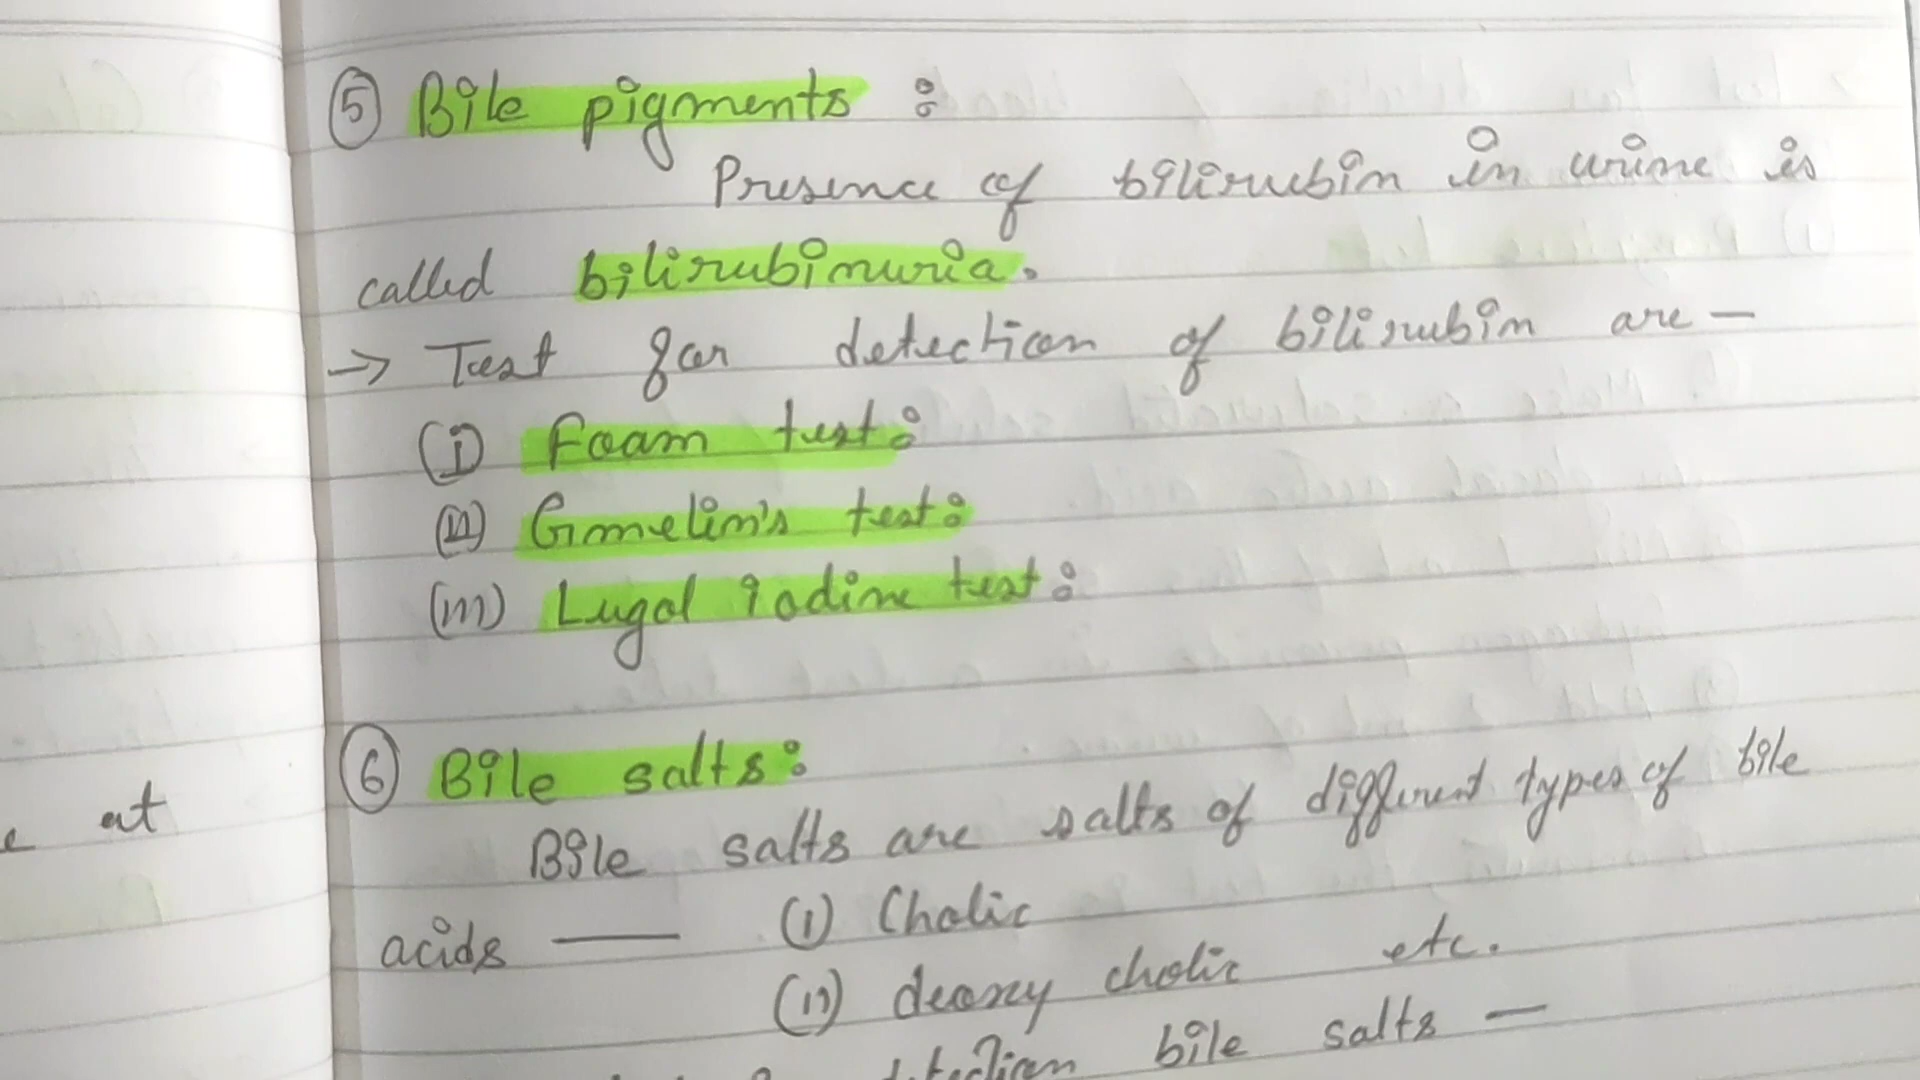 ⑤ Bile pigments :
Presence of bilirubin in urine is
called bilirubinuria.
→ Test for detection of bilirubin are —
(I) Foam test:
(II) Gmelin's test:
(III) Lugol iodine test:
⑥ Bile salts:
Bile salts are salts of different types of bile
acids — (I) Cholic
(II) deoxy cholic etc.
detection bile salts —
at